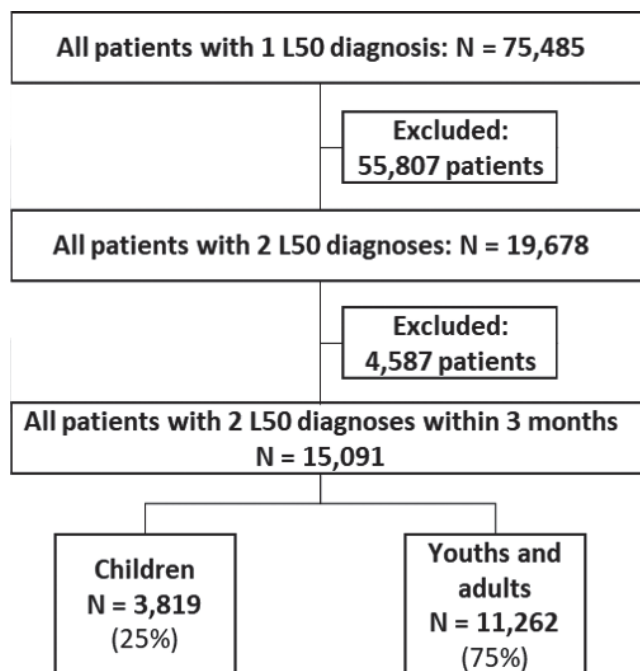 All patients with 1 L50 diagnosis: N = 75,485
Excluded:
55,807 patients
All patients with 2 L50 diagnoses: N = 19,678
Excluded:
4,587 patients
All patients with 2 L50 diagnoses within 3 months
N = 15,091
Children
N = 3,819
(25%)
Youths and
adults
N = 11,262
(75%)